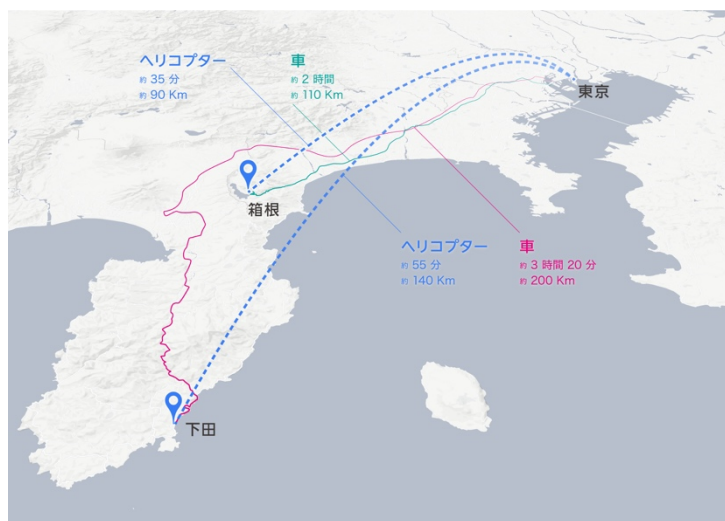 ヘリコプター
約 35 分
約 90 Km
車
約 2 時間
約 110 Km
東京
箱根
ヘリコプター
約 55 分
約 140 Km
車
約 3 時間 20 分
約 200 Km
下田